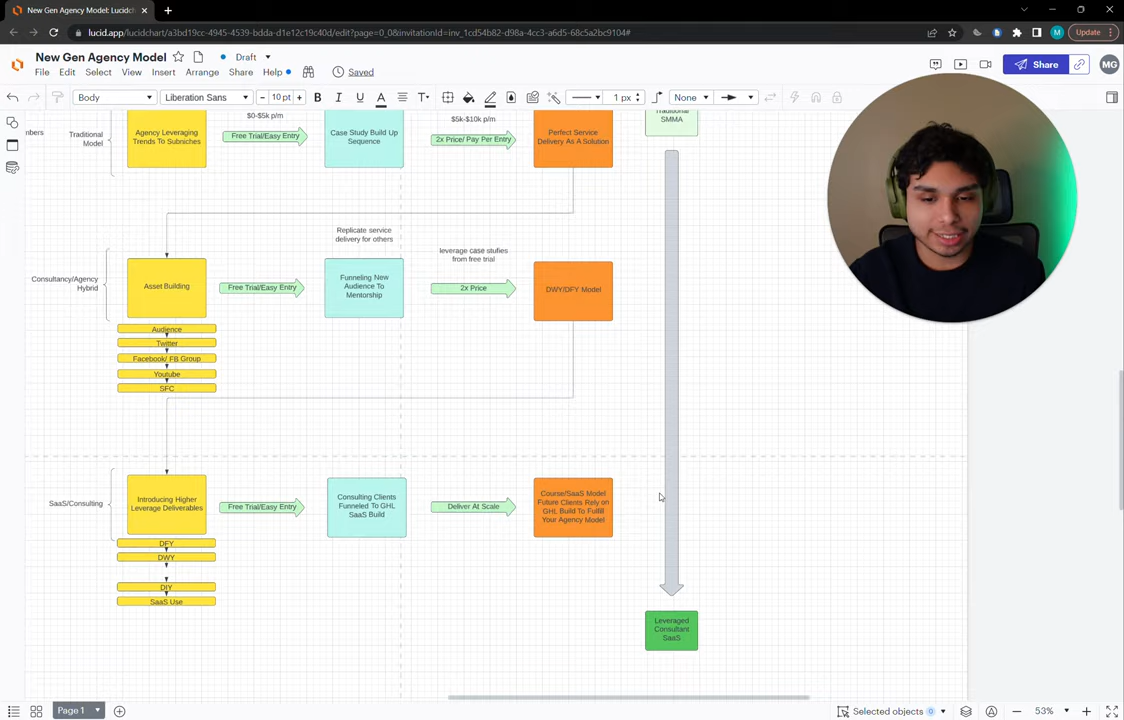 New Gen Agency Model: Lucidch
lucid.app/lucidchart/a3bd19cc-4945-4539-bdda-d1e12c19c40d/edit?page=0_0&invitationId=inv_1cd54b82-d98a-4cc3-a6d5-68c5a2bc9104#
M
Update
New Gen Agency Model
Draft
File Edit Select View Insert Arrange Share Help
Saved
Share
MG
Body
Liberation Sans
10 pt
B I U A T
1 px
None
mbers
Traditional
Model
Agency Leveraging
Trends To Subniches
$0-$5k p/m
Free Trial/Easy Entry
Case Study Build Up
Sequence
$5k-$10k p/m
2x Price/ Pay Per Entry
Perfect Service
Delivery As A Solution
Traditional
SMMA
Replicate service
delivery for others
leverage case stufies
from free trial
Consultancy/Agency
Hybrid
Asset Building
Free Trial/Easy Entry
Funneling New
Audience To
Mentorship
2x Price
DWY/DFY Model
Audience
Twitter
Facebook/ FB Group
Youtube
SFC
SaaS/Consulting
Introducing Higher
Leverage Deliverables
Free Trial/Easy Entry
Consulting Clients
Funneled To GHL
SaaS Build
Deliver At Scale
Course/SaaS Model
Future Clients Rely on
GHL Build To Fulfill
Your Agency Model
DFY
DWY
DIY
SaaS Use
Leveraged
Consultant
SaaS
Page 1
Selected objects 0
53%